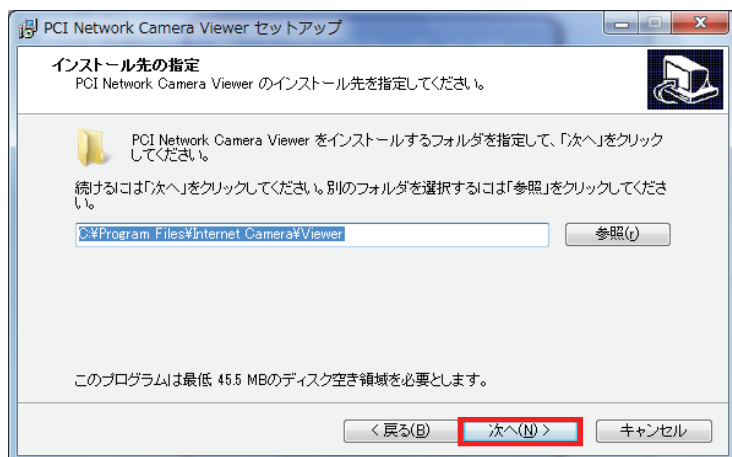 PCI Network Camera Viewer セットアップ
インストール先の指定
PCI Network Camera Viewer のインストール先を指定してください。
PCI Network Camera Viewer をインストールするフォルダを指定して、「次へ」をクリック
してください。
続けるには「次へ」をクリックしてください。別のフォルダを選択するには「参照」をクリックしてくださ
い。
C:¥Program Files¥Internet Camera¥Viewer
参照(r)
このプログラムは最低 45.5 MBのディスク空き領域を必要とします。
< 戻る(B)
次へ(N) >
キャンセル